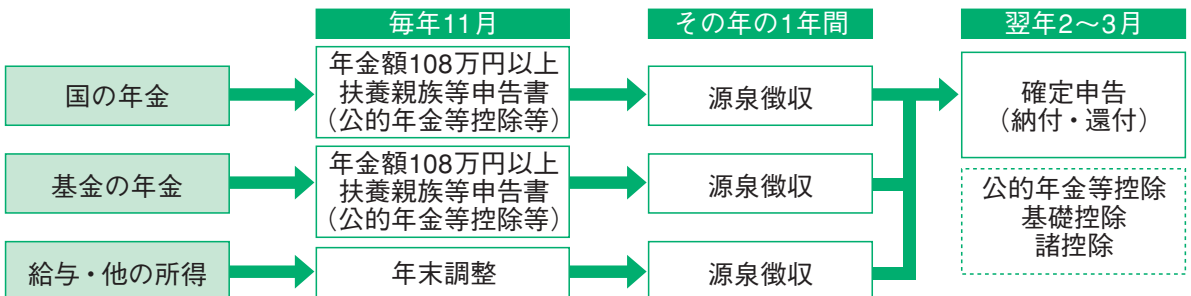 毎年11月
その年の1年間
翌年2～3月
国の年金
年金額108万円以上
扶養親族等申告書
（公的年金等控除等）
源泉徴収
確定申告
（納付・還付）
基金の年金
年金額108万円以上
扶養親族等申告書
（公的年金等控除等）
源泉徴収
公的年金等控除
基礎控除
諸控除
給与・他の所得
年末調整
源泉徴収